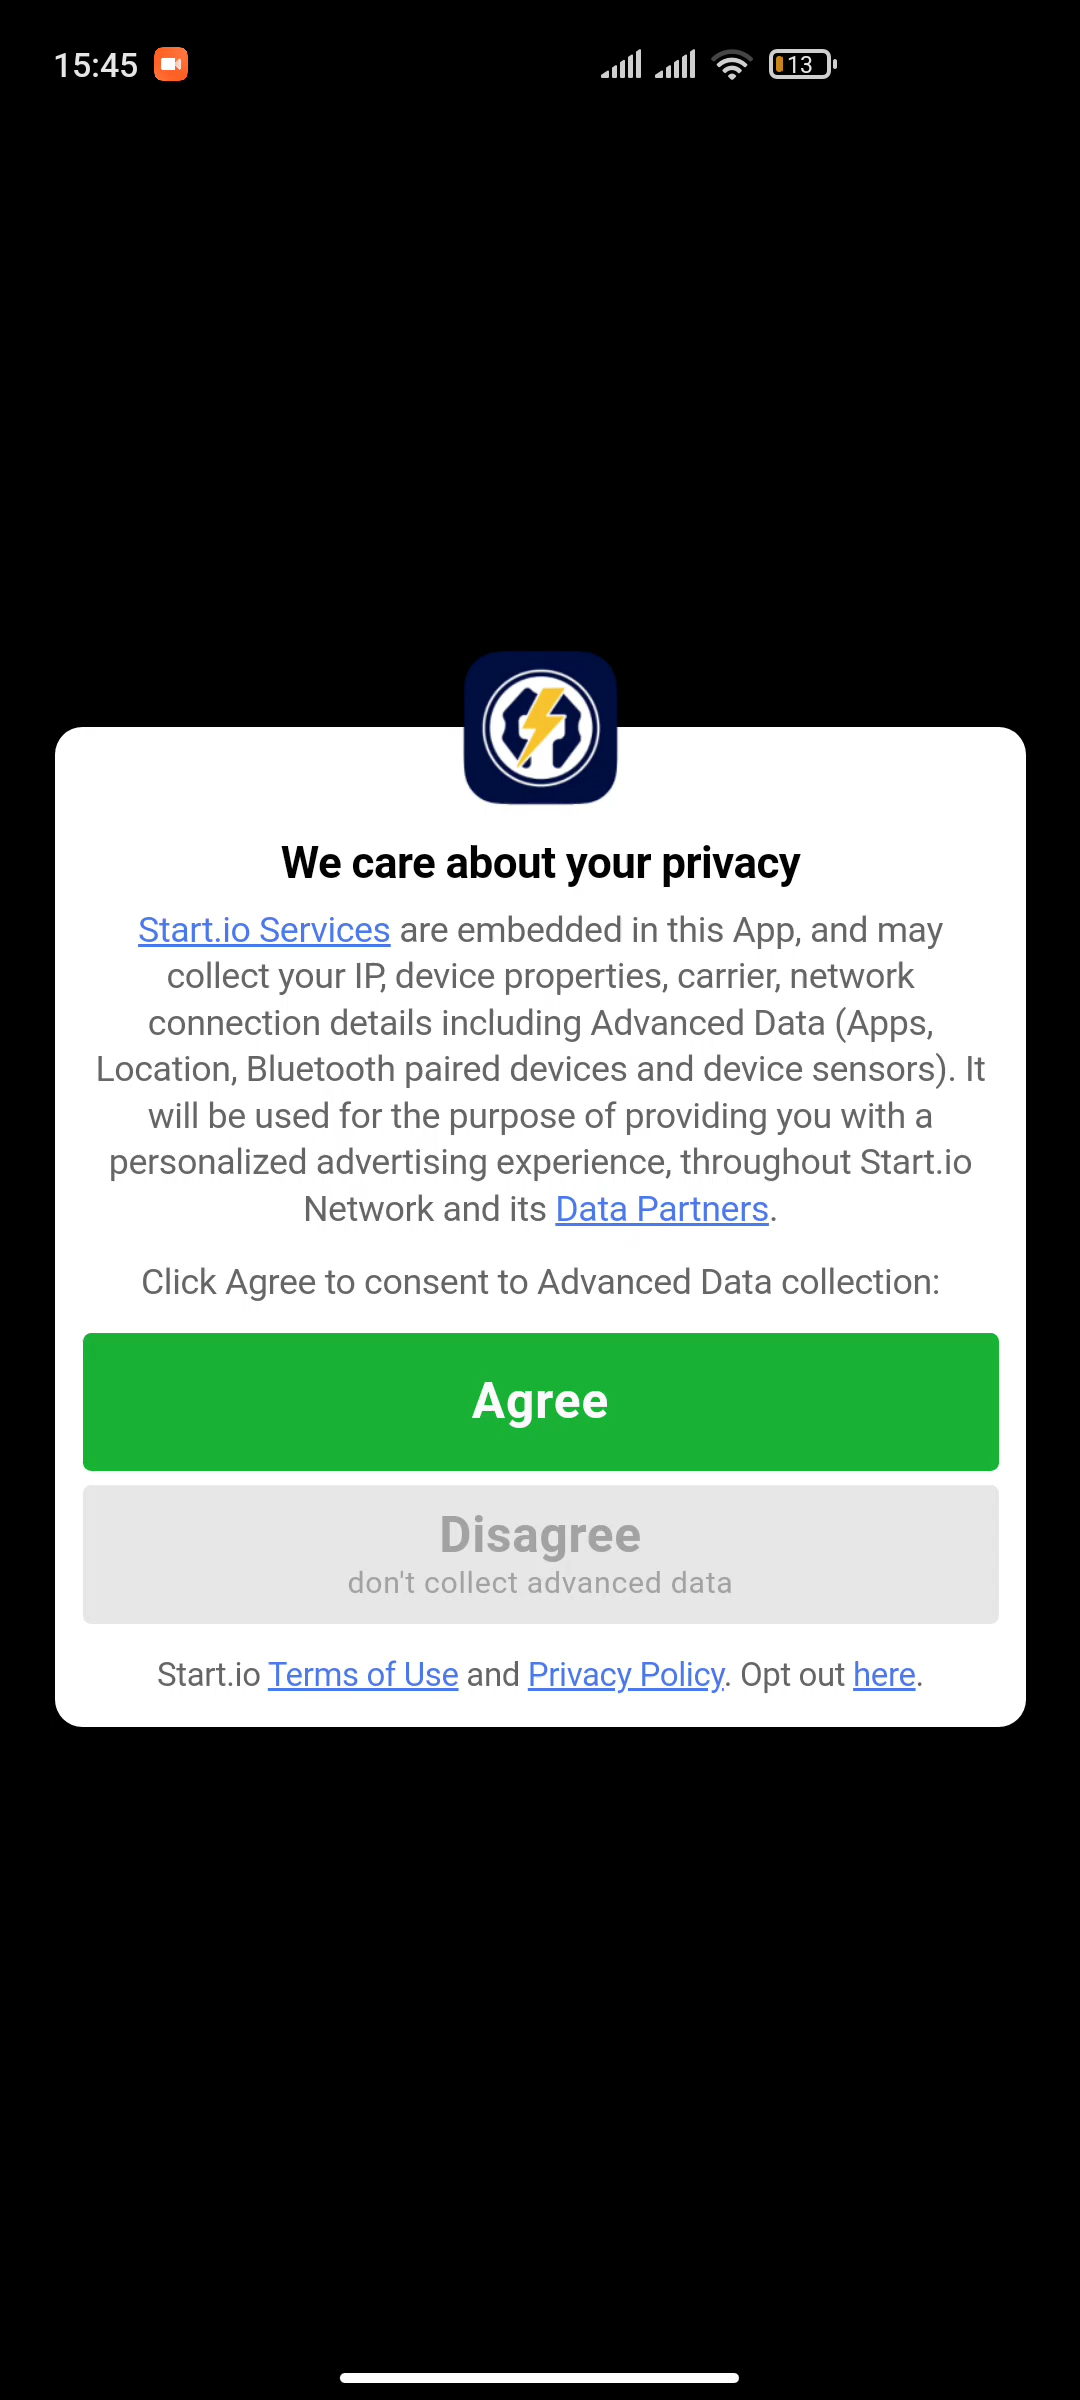 15:45
13
We care about your privacy
Start.io Services are embedded in this App, and may
collect your IP, device properties, carrier, network
connection details including Advanced Data (Apps,
Location, Bluetooth paired devices and device sensors). It
will be used for the purpose of providing you with a
personalized advertising experience, throughout Start.io
Network and its Data Partners.
Click Agree to consent to Advanced Data collection:
Agree
Disagree
don't collect advanced data
Start.io Terms of Use and Privacy Policy. Opt out here.